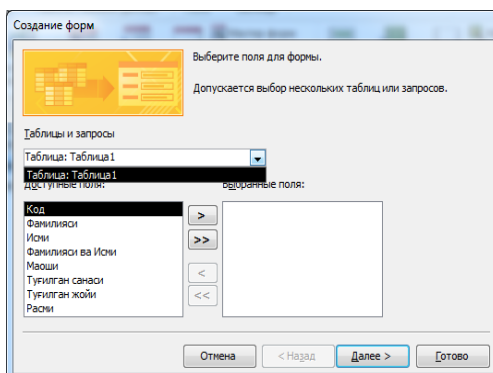 Создание форм
Выберите поля для формы.
Допускается выбор нескольких таблиц или запросов.
Таблицы и запросы
Таблица: Таблица1
Таблица: Таблица1
Доступные поля:
Выбранные поля:
Код
Фамилияси
Исми
Фамилияси ва Исми
Маоши
Туғилган санаси
Туғилган жойи
Расми
>
>>
<
<<
Отмена
< Назад
Далее >
Готово